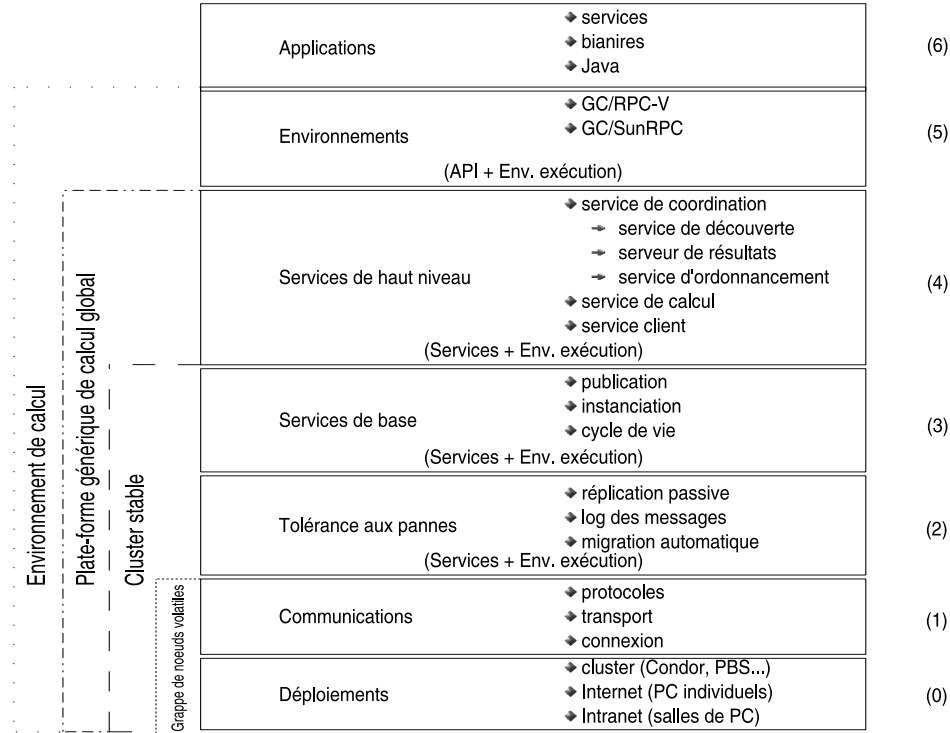 Applications
services
bianires
Java
(6)
Environnements
GC/RPC-V
GC/SunRPC
(API + Env. exécution)
(5)
Services de haut niveau
service de coordination
service de découverte
serveur de résultats
service d'ordonnancement
service de calcul
service client
(Services + Env. exécution)
(4)
Services de base
publication
instanciation
cycle de vie
(Services + Env. exécution)
(3)
Tolérance aux pannes
réplication passive
log des messages
migration automatique
(Services + Env. exécution)
(2)
Communications
protocoles
transport
connexion
(1)
Déploiements
cluster (Condor, PBS...)
Internet (PC individuels)
Intranet (salles de PC)
(0)
Environnement de calcul
Plate-forme générique de calcul global
Cluster stable
Grappe de noeuds volatiles